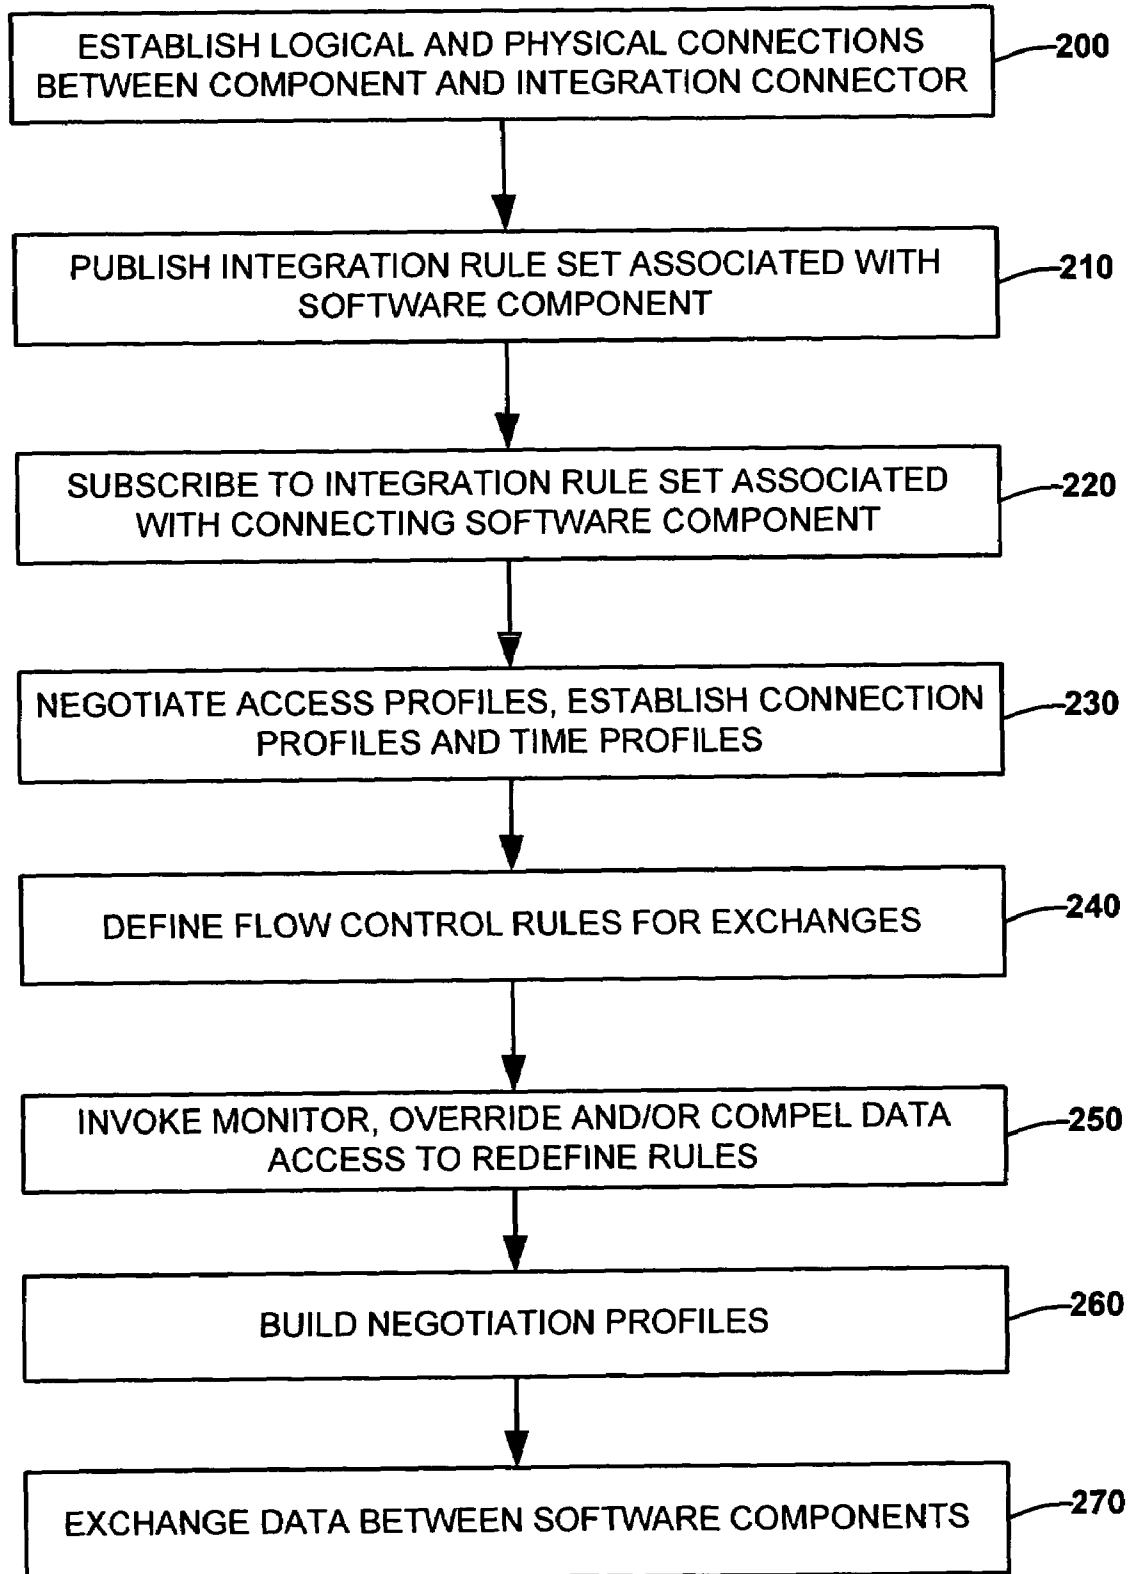 ESTABLISH LOGICAL AND PHYSICAL CONNECTIONS
BETWEEN COMPONENT AND INTEGRATION CONNECTOR
200
PUBLISH INTEGRATION RULE SET ASSOCIATED WITH
SOFTWARE COMPONENT
210
SUBSCRIBE TO INTEGRATION RULE SET ASSOCIATED
WITH CONNECTING SOFTWARE COMPONENT
220
NEGOTIATE ACCESS PROFILES, ESTABLISH CONNECTION
PROFILES AND TIME PROFILES
230
DEFINE FLOW CONTROL RULES FOR EXCHANGES
240
INVOKE MONITOR, OVERRIDE AND/OR COMPEL DATA
ACCESS TO REDEFINE RULES
250
BUILD NEGOTIATION PROFILES
260
EXCHANGE DATA BETWEEN SOFTWARE COMPONENTS
270